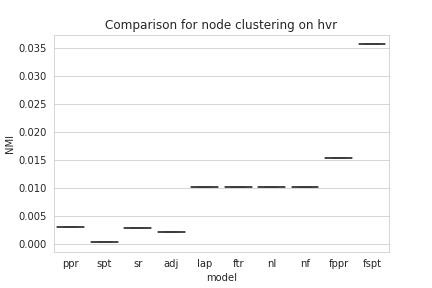 Comparison for node clustering on hvr
0.035
0.030
0.025
0.020
0.015
0.010
0.005
0.000
NMI
ppr spt sr adj lap ftr nl nf fppr fspt
model